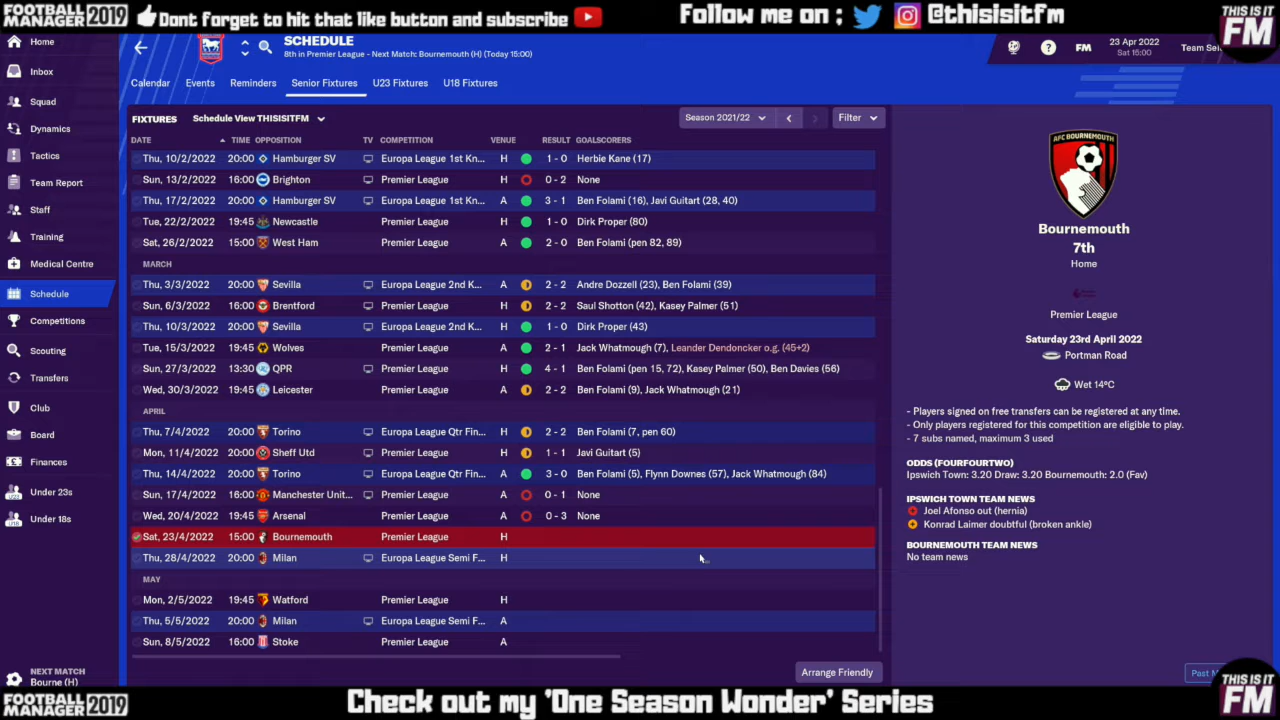 FOOTBALL MANAGER 2019
Dont forget to hit that like button and subscribe
Follow me on : @thisisitfm
THIS IS IT FM
Home
Inbox
Squad
Dynamics
Tactics
Team Report
Staff
Training
Medical Centre
Schedule
Competitions
Scouting
Transfers
Club
Board
Finances
Under 23s
Under 18s
NEXT MATCH
Bourne (H)
SCHEDULE
8th in Premier League - Next Match: Bournemouth (H) (Today 15:00)
? FM 23 Apr 2022 Sat 15:00 Team Sel
Calendar Events Reminders Senior Fixtures U23 Fixtures U18 Fixtures
FIXTURES Schedule View THISISITFM Season 2021/22 Filter
DATE TIME OPPOSITION TV COMPETITION VENUE RESULT GOALSCORERS
Thu, 10/2/2022 20:00 Hamburger SV Europa League 1st Kn... H 1 - 0 Herbie Kane (17)
Sun, 13/2/2022 16:00 Brighton Premier League H 0 - 2 None
Thu, 17/2/2022 20:00 Hamburger SV Europa League 1st Kn... A 3 - 1 Ben Folami (16), Javi Guitart (28, 40)
Tue, 22/2/2022 19:45 Newcastle Premier League H 1 - 0 Dirk Proper (80)
Sat, 26/2/2022 15:00 West Ham Premier League A 2 - 0 Ben Folami (pen 82, 89)
MARCH
Thu, 3/3/2022 20:00 Sevilla Europa League 2nd K... A 2 - 2 Andre Dozzell (23), Ben Folami (39)
Sun, 6/3/2022 16:00 Brentford Premier League H 2 - 2 Saul Shotton (42), Kasey Palmer (51)
Thu, 10/3/2022 20:00 Sevilla Europa League 2nd K... H 1 - 0 Dirk Proper (43)
Tue, 15/3/2022 19:45 Wolves Premier League A 2 - 1 Jack Whatmough (7), Leander Dendoncker o.g. (45+2)
Sun, 27/3/2022 13:30 QPR Premier League H 4 - 1 Ben Folami (pen 15, 72), Kasey Palmer (50), Ben Davies (56)
Wed, 30/3/2022 19:45 Leicester Premier League A 2 - 2 Ben Folami (9), Jack Whatmough (21)
APRIL
Thu, 7/4/2022 20:00 Torino Europa League Qtr Fin... H 2 - 2 Ben Folami (7, pen 60)
Mon, 11/4/2022 20:00 Sheff Utd Premier League H 1 - 1 Javi Guitart (5)
Thu, 14/4/2022 20:00 Torino Europa League Qtr Fin... A 3 - 0 Ben Folami (5), Flynn Downes (57), Jack Whatmough (84)
Sun, 17/4/2022 16:00 Manchester Unit... Premier League A 0 - 1 None
Wed, 20/4/2022 19:45 Arsenal Premier League A 0 - 3 None
Sat, 23/4/2022 15:00 Bournemouth Premier League H
Thu, 28/4/2022 20:00 Milan Europa League Semi F... H
MAY
Mon, 2/5/2022 19:45 Watford Premier League H
Thu, 5/5/2022 20:00 Milan Europa League Semi F... A
Sun, 8/5/2022 16:00 Stoke Premier League A
Arrange Friendly
AFC BOURNEMOUTH
Bournemouth
7th
Home
Premier League
Saturday 23rd April 2022
Portman Road
Wet 14ºC
- Players signed on free transfers can be registered at any time.
- Only players registered for this competition are eligible to play.
- 7 subs named, maximum 3 used
ODDS (FOURFOURTWO)
Ipswich Town: 3.20 Draw: 3.20 Bournemouth: 2.0 (Fav)
IPSWICH TOWN TEAM NEWS
Joel Afonso out (hernia)
Konrad Laimer doubtful (broken ankle)
BOURNEMOUTH TEAM NEWS
No team news
Past M
FOOTBALL MANAGER 2019
Check out my 'One Season Wonder' Series
THIS IS IT FM